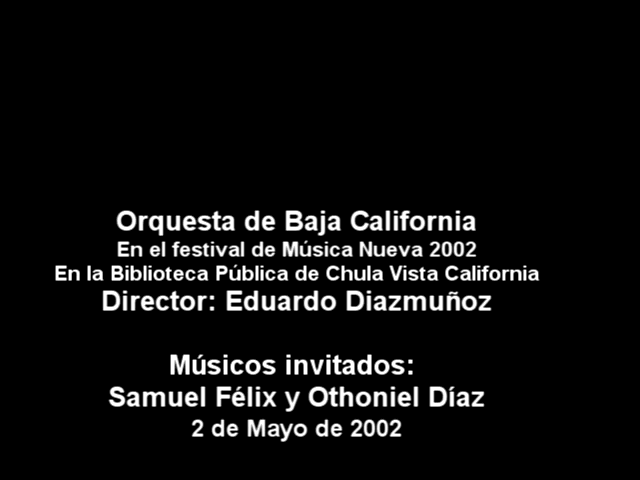 Orquesta de Baja California
En el festival de Música Nueva 2002
En la Biblioteca Pública de Chula Vista California
Director: Eduardo Diazmuñoz
Músicos invitados:
Samuel Félix y Othoniel Díaz
2 de Mayo de 2002